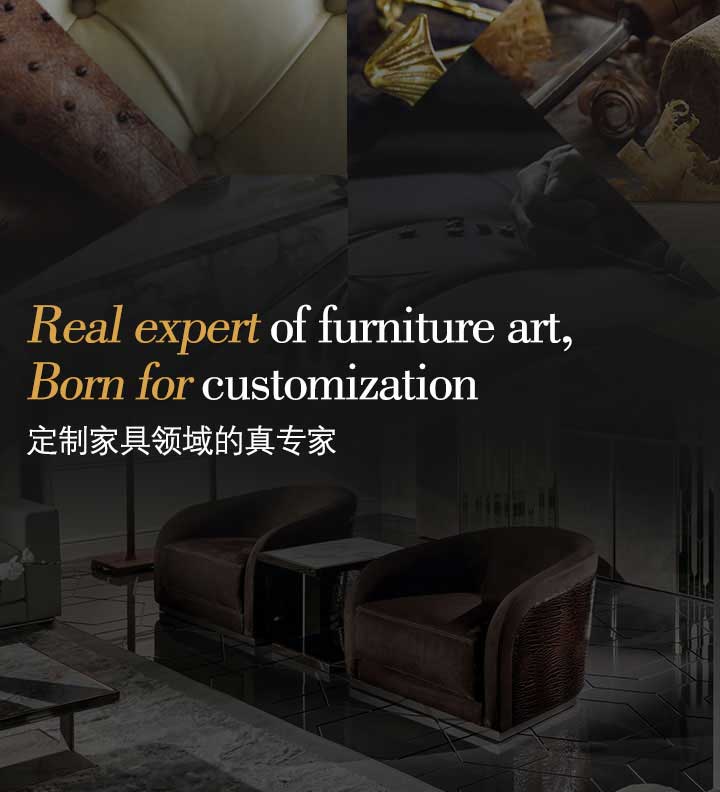 Real expert of furniture art,
Born for customization
定制家具领域的真专家